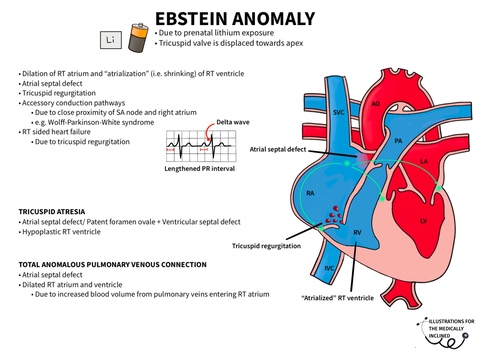 EBSTEIN ANOMALY
Li
• Due to prenatal lithium exposure
• Tricuspid valve is displaced towards apex
• Dilation of RT atrium and “atrialization” (i.e. shrinking) of RT ventricle
• Atrial septal defect
• Tricuspid regurgitation
• Accessory conduction pathways
• Due to close proximity of SA node and right atrium
• e.g. Wolff-Parkinson-White syndrome
• RT sided heart failure
• Due to tricuspid regurgitation
Delta wave
Lengthened PR interval
SVC
AO
PA
LA
RA
LV
RV
IVC
Atrial septal defect
Tricuspid regurgitation
“Atrialized” RT ventricle
TRICUSPID ATRESIA
• Atrial septal defect/ Patent foramen ovale + Ventricular septal defect
• Hypoplastic RT ventricle
TOTAL ANOMALOUS PULMONARY VENOUS CONNECTION
• Atrial septal defect
• Dilated RT atrium and ventricle
• Due to increased blood volume from pulmonary veins entering RT atrium
ILLUSTRATIONS FOR
THE MEDICALLY
INCLINED